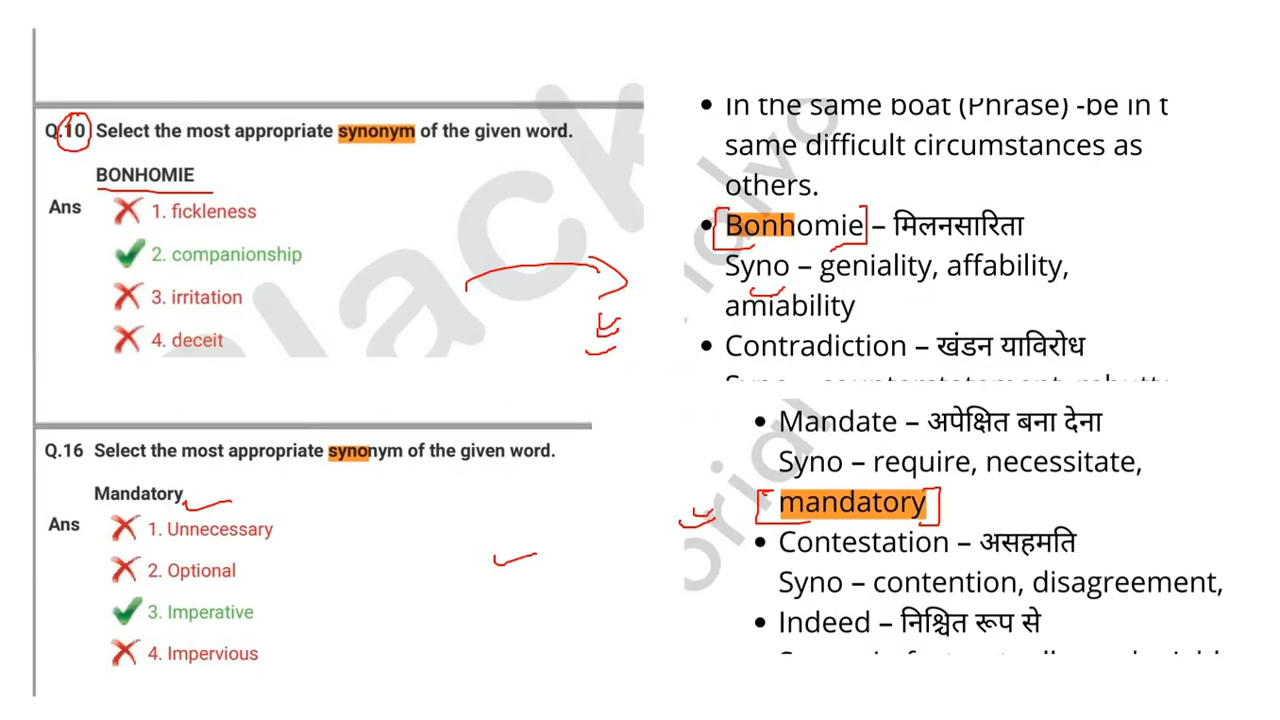 Q.10 Select the most appropriate synonym of the given word.
BONHOMIE
Ans 1. fickleness
2. companionship
3. irritation
4. deceit
Q.16 Select the most appropriate synonym of the given word.
Mandatory
Ans 1. Unnecessary
2. Optional
3. Imperative
4. Impervious
• In the same boat (Phrase) -be in t
same difficult circumstances as
others.
• Bonhomie – मिलनसारिता
Syno – geniality, affability,
amiability
• Contradiction – खंडन याविरोध
• Mandate – अपेक्षित बना देना
Syno – require, necessitate,
mandatory
• Contestation – असहमति
Syno – contention, disagreement,
• Indeed – निश्चित रूप से